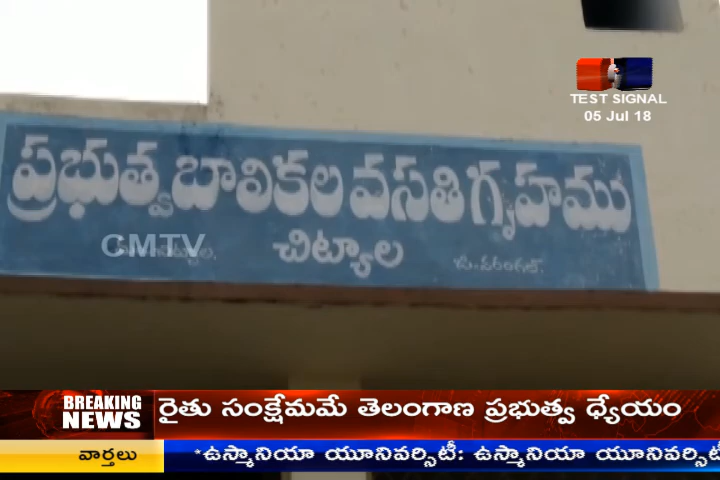 TEST SIGNAL
05 Jul 18
ప్రభుత్వ బాలికల వసతి గృహము
చిట్యాల
CMTV
BREAKING NEWS
రైతు సంక్షేమమే తెలంగాణ ప్రభుత్వ ధ్యేయం
వార్తలు
*ఉస్మానియా యూనివర్సిటీ: ఉస్మానియా యూనివర్సిటీ